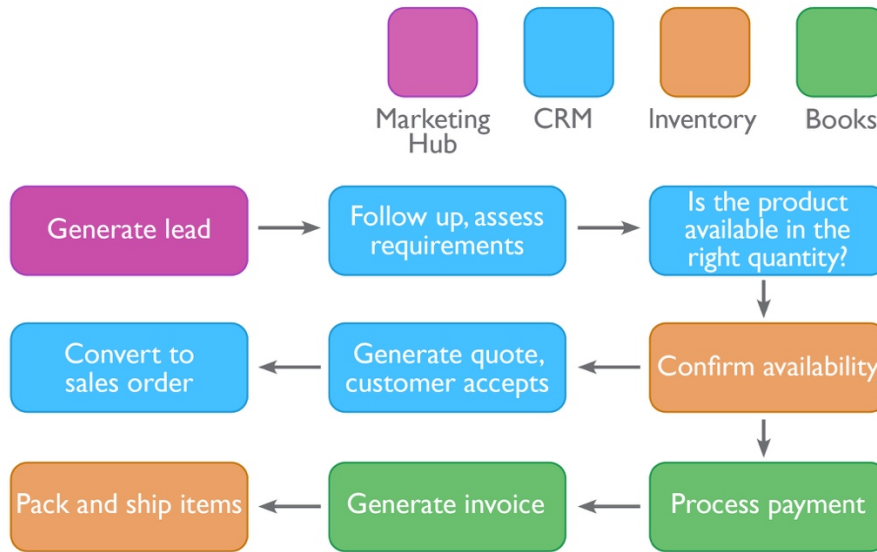 Marketing
Hub
CRM
Inventory
Books
Generate lead
Follow up, assess
requirements
Is the product
available in the
right quantity?
Convert to
sales order
Generate quote,
customer accepts
Confirm availability
Pack and ship items
Generate invoice
Process payment